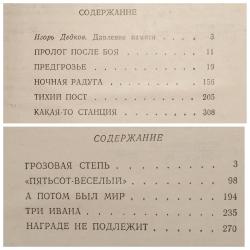 СОДЕРЖАНИЕ
Игорь Дедков. Давление памяти 3
ПРОЛОГ ПОСЛЕ БОЯ 11
ПРЕДГРОЗЬЕ 19
НОЧНАЯ РАДУГА 156
ТИХИЙ ПОСТ 205
КАКАЯ-ТО СТАНЦИЯ 308
СОДЕРЖАНИЕ
ГРОЗОВАЯ СТЕПЬ 3
«ПЯТЬСОТ-ВЕСЕЛЫЙ» 98
А ПОТОМ БЫЛ МИР 194
ТРИ ИВАНА 235
НАГРАДЕ НЕ ПОДЛЕЖИТ 270